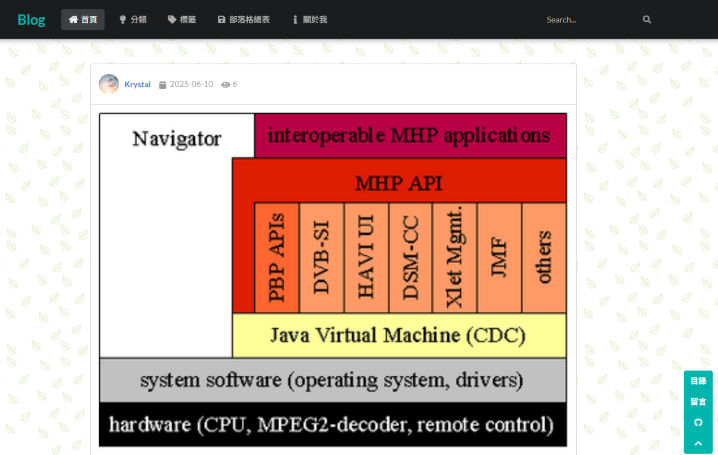 Blog
首頁
分類
標籤
部落格總表
關於我
Search...
Krystal
2025-06-10
6
Navigator
interoperable MHP applications
MHP API
PBP APIs
DVB-SI
HAVI UI
DSM-CC
Xlet Mgmt.
JMF
others
Java Virtual Machine (CDC)
system software (operating system, drivers)
hardware (CPU, MPEG2-decoder, remote control)
目錄
留言